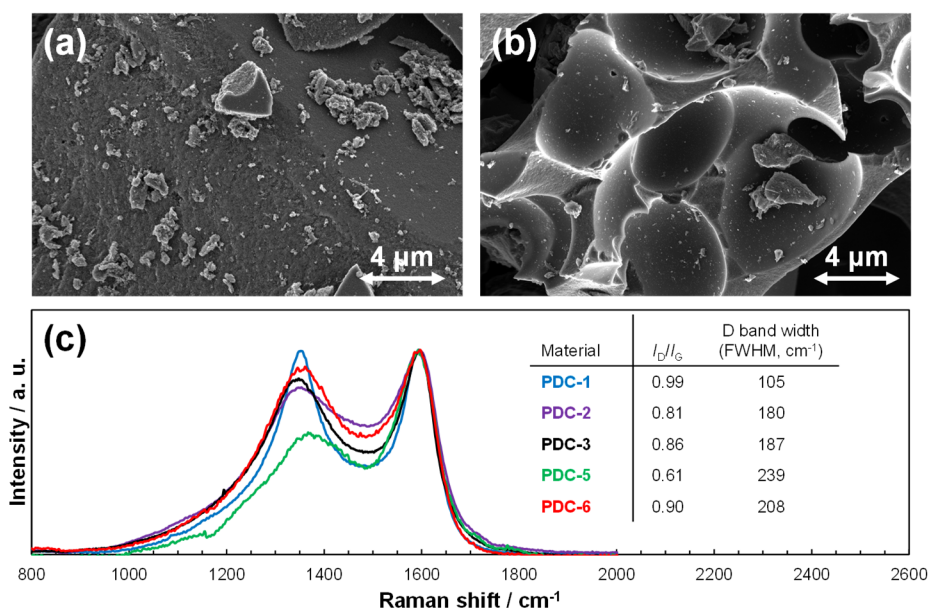 (a)
4 µm
(b)
4 µm
(c)
Intensity / a. u.
Material I_D/I_G D band width (FWHM, cm⁻¹)
PDC-1 0.99 105
PDC-2 0.81 180
PDC-3 0.86 187
PDC-5 0.61 239
PDC-6 0.90 208
800 1000 1200 1400 1600 1800 2000 2200 2400 2600
Raman shift / cm⁻¹